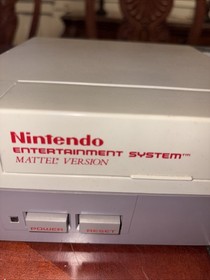 Nintendo
ENTERTAINMENT SYSTEM™
MATTEL® VERSION
POWER RESET